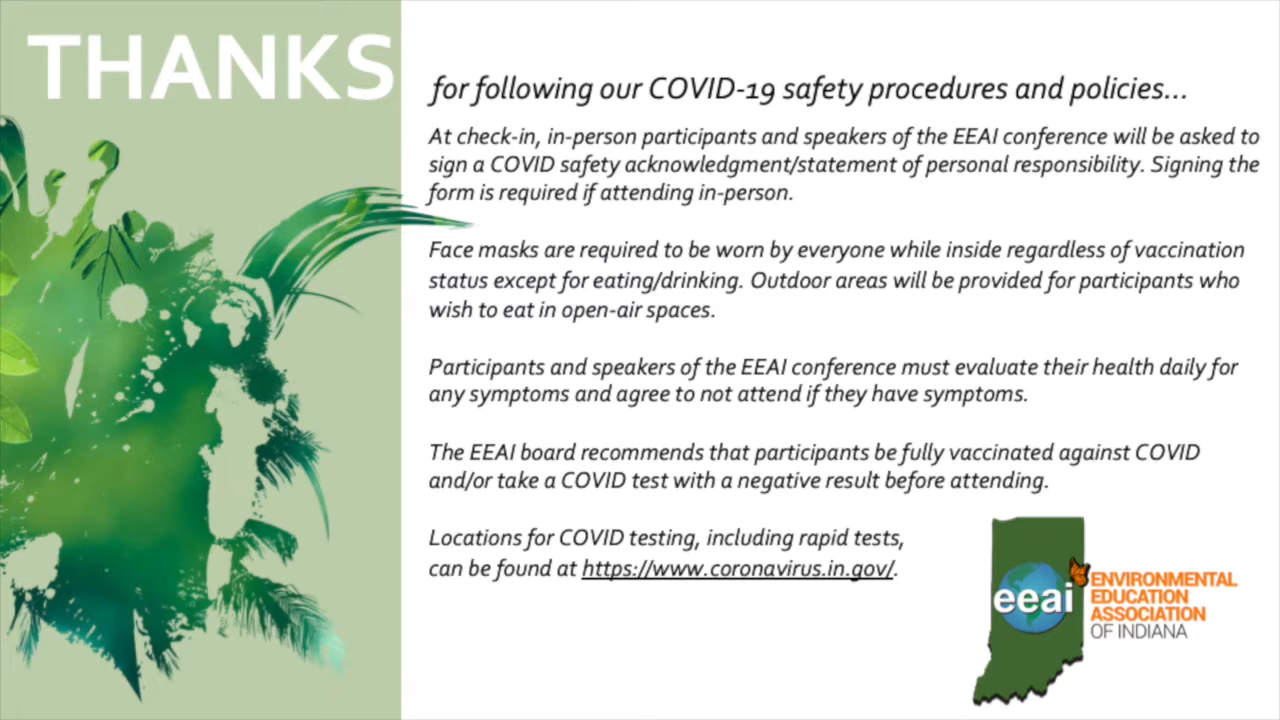 THANKS
for following our COVID-19 safety procedures and policies...
At check-in, in-person participants and speakers of the EEAI conference will be asked to
sign a COVID safety acknowledgment/statement of personal responsibility. Signing the
form is required if attending in-person.
Face masks are required to be worn by everyone while inside regardless of vaccination
status except for eating/drinking. Outdoor areas will be provided for participants who
wish to eat in open-air spaces.
Participants and speakers of the EEAI conference must evaluate their health daily for
any symptoms and agree to not attend if they have symptoms.
The EEAI board recommends that participants be fully vaccinated against COVID
and/or take a COVID test with a negative result before attending.
Locations for COVID testing, including rapid tests,
can be found at https://www.coronavirus.in.gov/.
eeai
ENVIRONMENTAL
EDUCATION
ASSOCIATION
OF INDIANA